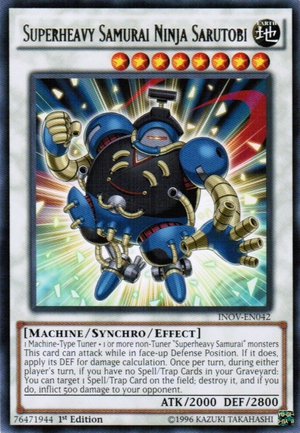 SUPERHEAVY SAMURAI NINJA SARUTOBI
EARTH
地
INOV-EN042
[MACHINE/SYNCHRO/EFFECT]
1 Machine-Type Tuner + 1 or more non-Tuner "Superheavy Samurai" monsters
This card can attack while in face-up Defense Position. If it does,
apply its DEF for damage calculation. Once per turn, during either
player's turn, if you have no Spell/Trap Cards in your Graveyard:
You can target 1 Spell/Trap Card on the field; destroy it, and if you
do, inflict 500 damage to your opponent.
ATK/2000 DEF/2800
76471944 1st Edition ©1996 KAZUKI TAKAHASHI